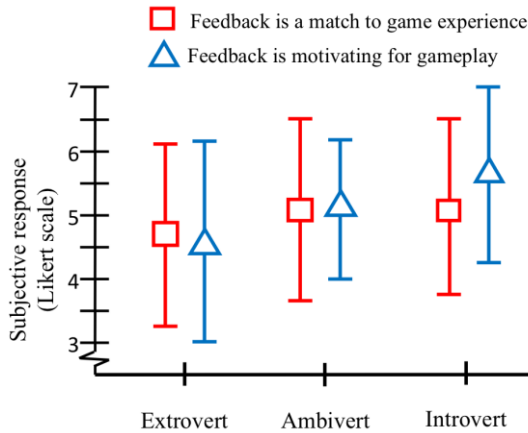 Feedback is a match to game experience
Feedback is motivating for gameplay
7
6
5
4
3
Subjective response
(Likert scale)
Extrovert Ambivert Introvert